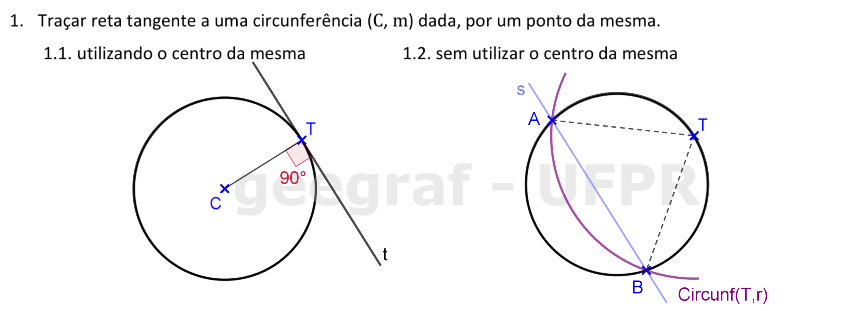 1. Traçar reta tangente a uma circunferência (C, m) dada, por um ponto da mesma.
1.1. utilizando o centro da mesma
1.2. sem utilizar o centro da mesma
s
A
T
T
90°
C
geegraf - UFPR
t
B
Circunf(T,r)